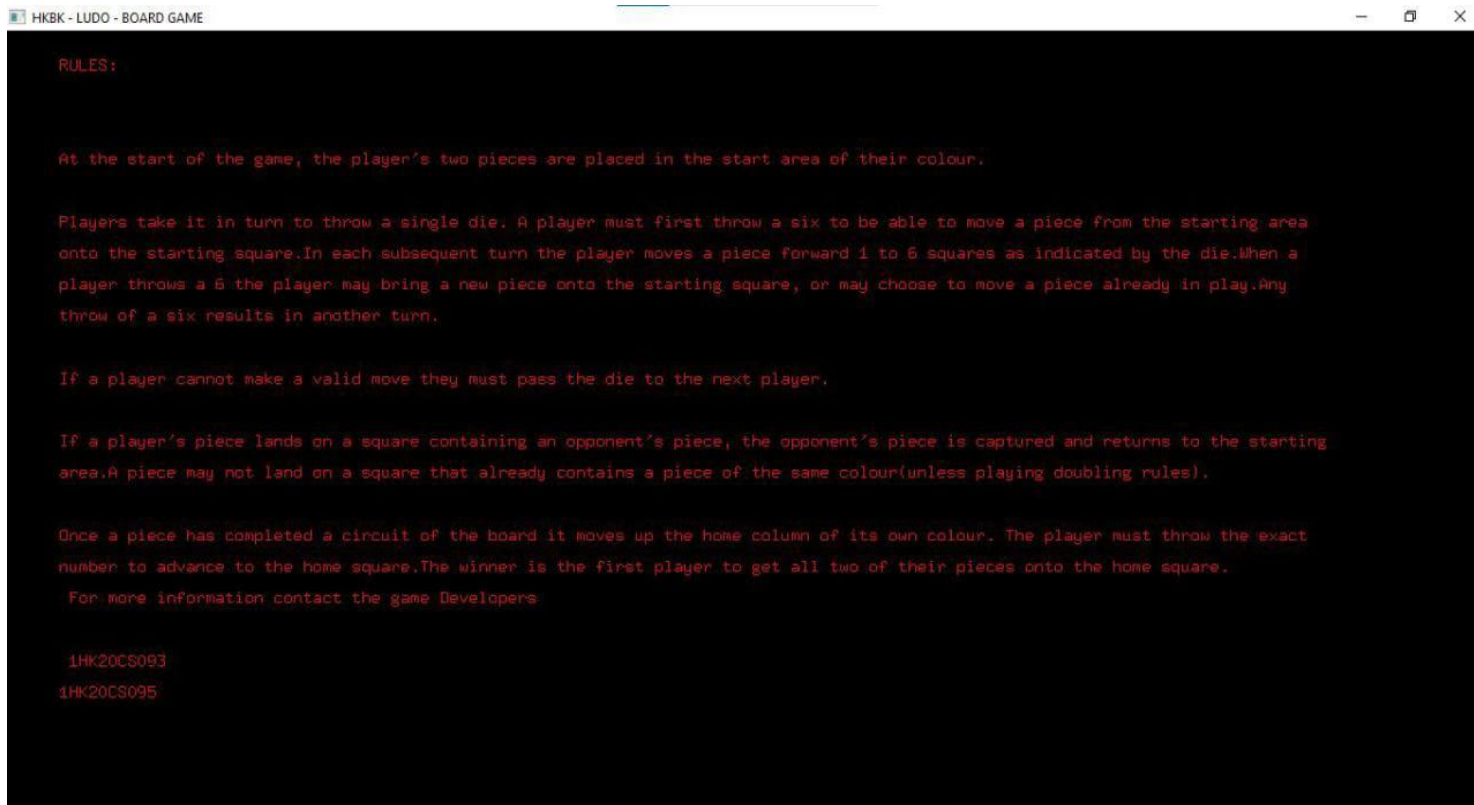 HKBK - LUDO - BOARD GAME
RULES:
At the start of the game, the player's two pieces are placed in the start area of their colour.
Players take it in turn to throw a single die. A player must first throw a six to be able to move a piece from the starting area
onto the starting square.In each subsequent turn the player moves a piece forward 1 to 6 squares as indicated by the die.When a
player throws a 6 the player may bring a new piece onto the starting square, or may choose to move a piece already in play.Any
throw of a six results in another turn.
If a player cannot make a valid move they must pass the die to the next player.
If a player's piece lands on a square containing an opponent's piece, the opponent's piece is captured and returns to the starting
area.A piece may not land on a square that already contains a piece of the same colour(unless playing doubling rules).
Once a piece has completed a circuit of the board it moves up the home column of its own colour. The player must throw the exact
number to advance to the home square.The winner is the first player to get all two of their pieces onto the home square.
For more information contact the game Developers
1HK20CS093
1HK20CS095